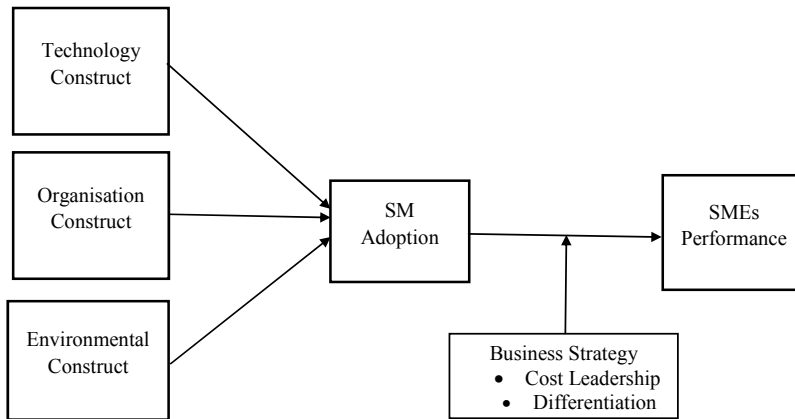 Technology
Construct
Organisation
Construct
Environmental
Construct
SM
Adoption
SMEs
Performance
Business Strategy
• Cost Leadership
• Differentiation